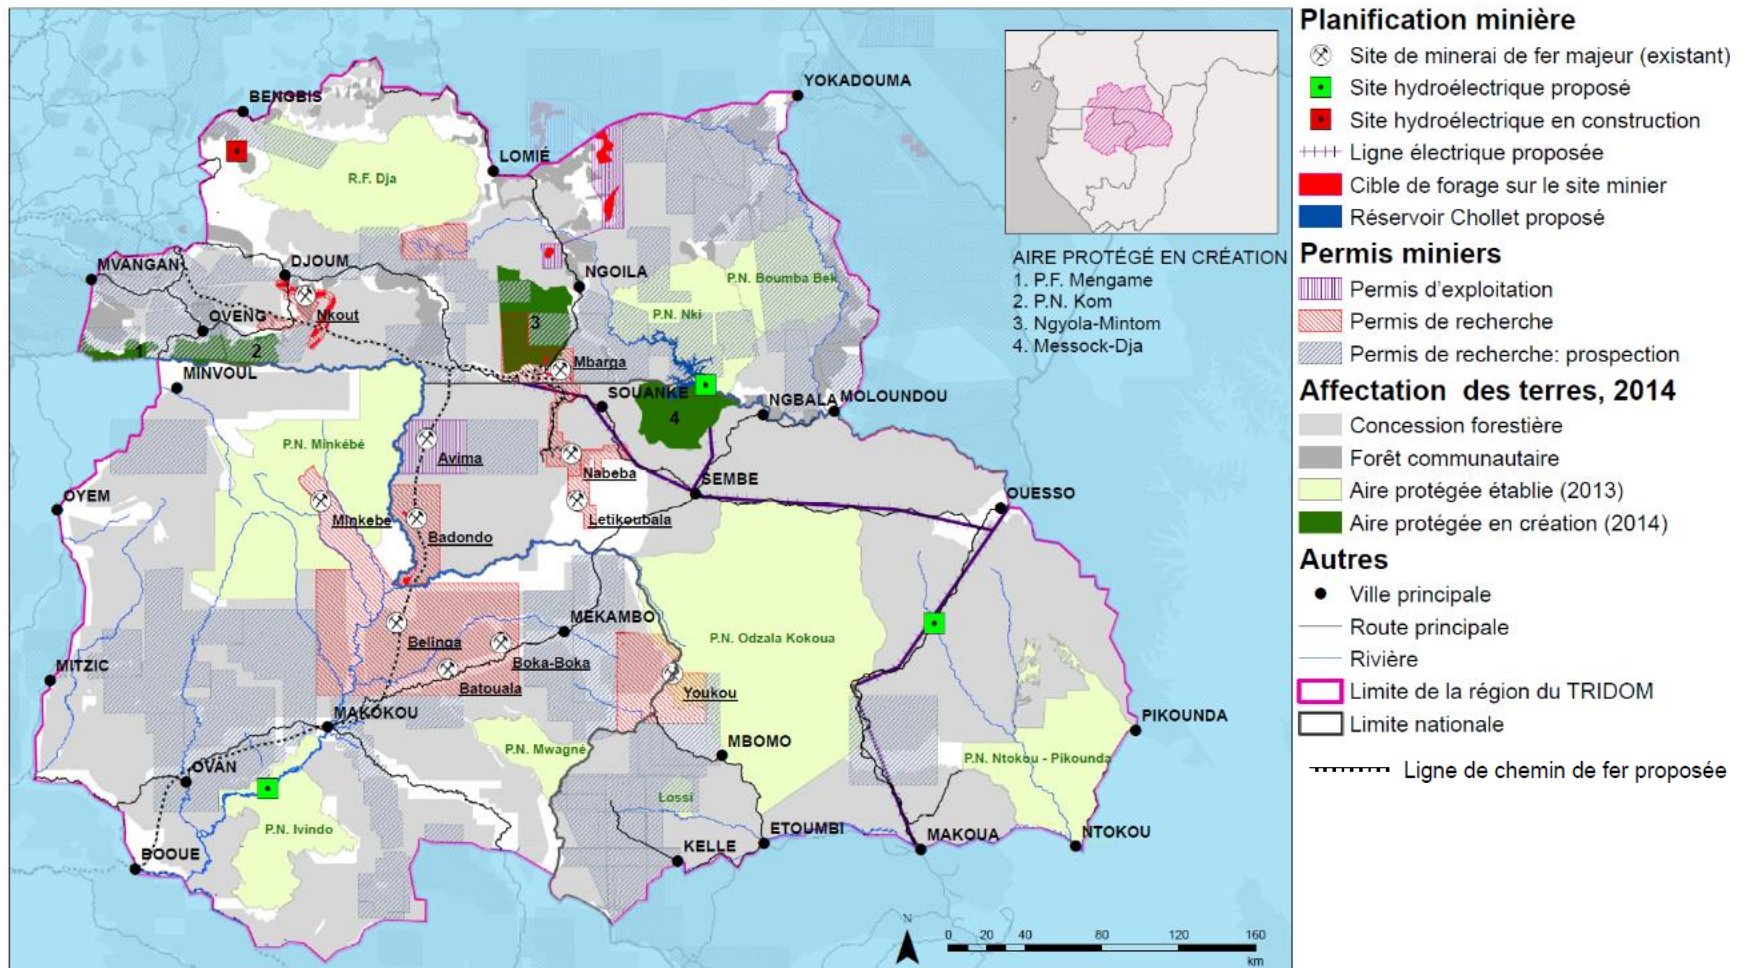 BENGBIS
YOKADOUMA
LOMIÉ
R.F. Dja
MVANGAN
DJOUM
NGOILA
P.N. Boumba Bek
OVENG
Nkout
P.N. Nki
1
2
3
Mbarga
MINVOUL
SOUANKE
NGBALA
MOLOUNDOU
4
P.N. Minkébé
Avima
Nabeba
SEMBE
OYEM
Minkebe
Badondo
Letikoubala
OUESSO
MEKAMBO
Belinga
Boka-Boka
P.N. Odzala Kokoua
MITZIC
Batouala
Youkou
MAKOKOU
PIKOUNDA
P.N. Mwagné
MBOMO
P.N. Ntokou - Pikounda
OVAN
Lossi
P.N. Ivindo
BOOUE
KELLE
ETOUMBI
MAKOUA
NTOKOU
AIRE PROTÉGÉ EN CRÉATION
1. P.F. Mengame
2. P.N. Kom
3. Ngyola-Mintom
4. Messock-Dja
N
0 20 40 80 120 160
km
Planification minière
Site de minerai de fer majeur (existant)
Site hydroélectrique proposé
Site hydroélectrique en construction
Ligne électrique proposée
Cible de forage sur le site minier
Réservoir Chollet proposé
Permis miniers
Permis d'exploitation
Permis de recherche
Permis de recherche: prospection
Affectation des terres, 2014
Concession forestière
Forêt communautaire
Aire protégée établie (2013)
Aire protégée en création (2014)
Autres
Ville principale
Route principale
Rivière
Limite de la région du TRIDOM
Limite nationale
Ligne de chemin de fer proposée